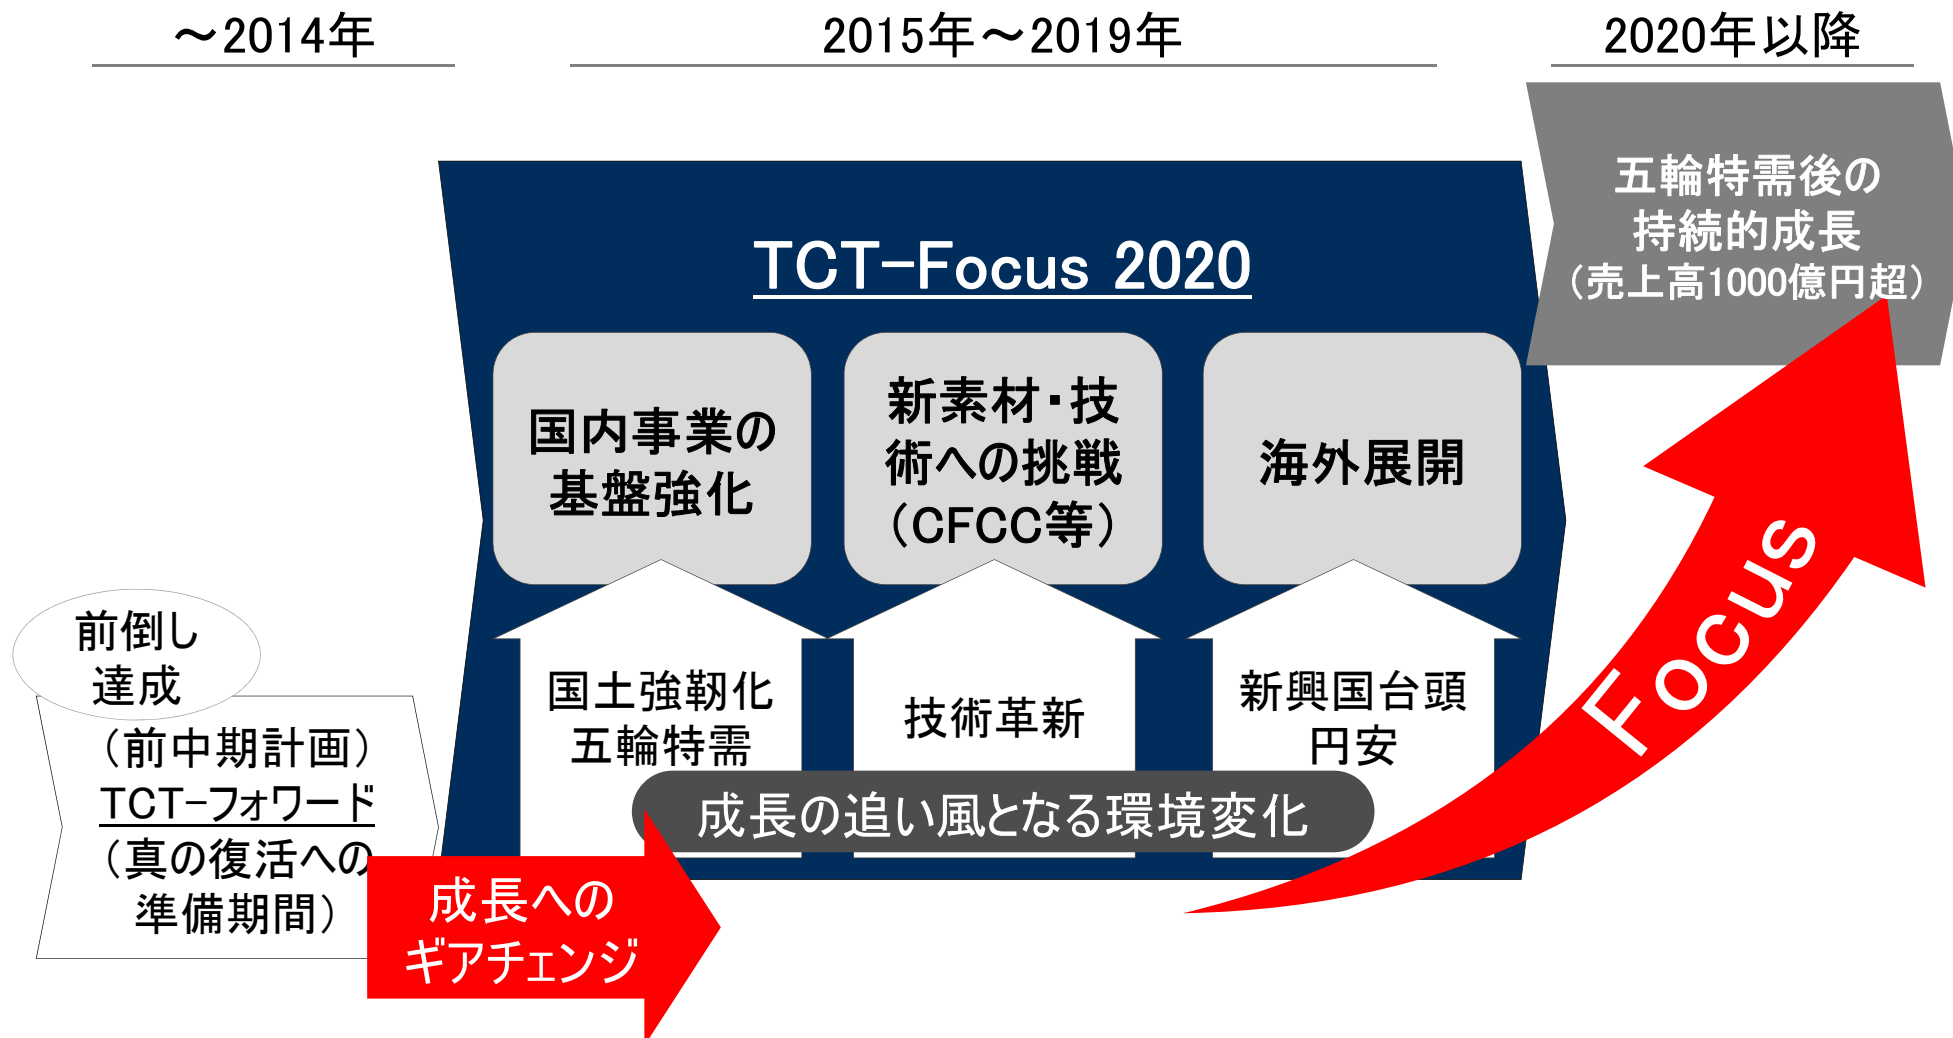 ～2014年
2015年～2019年
2020年以降
五輪特需後の
持続的成長
（売上高1000億円超）
TCT-Focus 2020
国内事業の
基盤強化
新素材・技
術への挑戦
（CFCC等）
海外展開
国土強靭化
五輪特需
技術革新
新興国台頭
円安
成長の追い風となる環境変化
前倒し
達成
（前中期計画）
TCT-フォワード
（真の復活への
準備期間）
成長への
ギアチェンジ
Focus